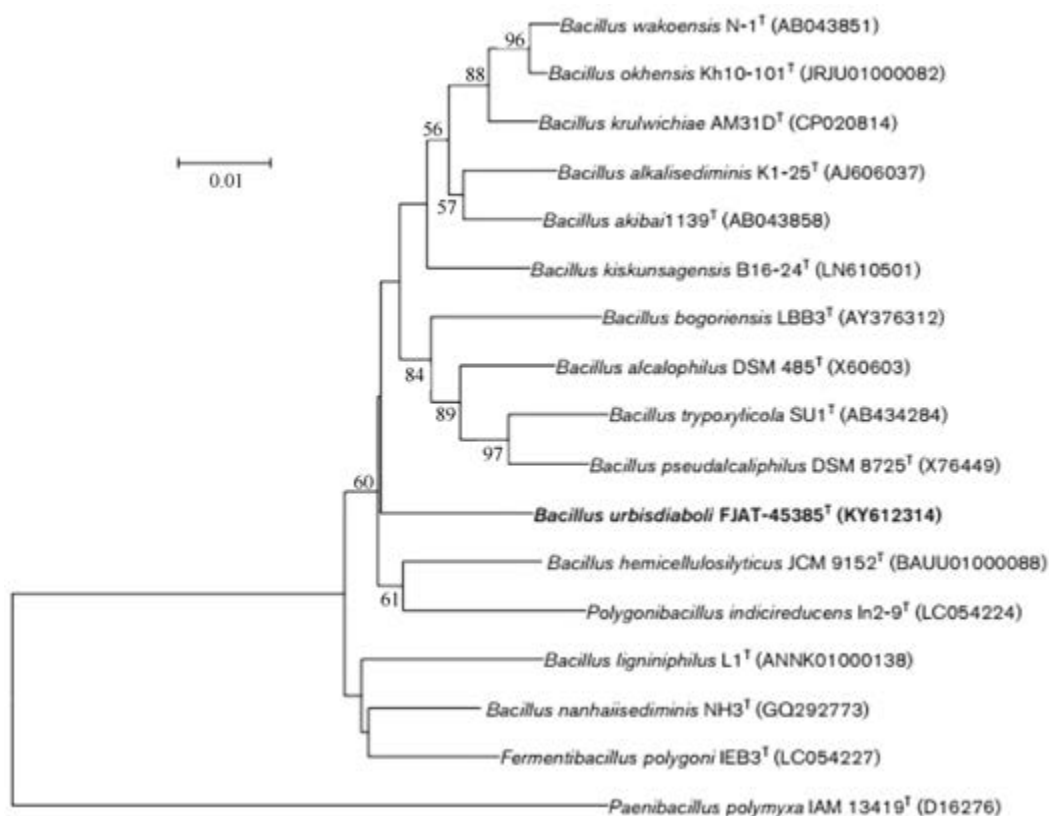 Bacillus wakoensis N-1ᵀ (AB043851)
96
Bacillus okhensis Kh10-101ᵀ (JRJU01000082)
88
Bacillus krulwichiae AM31Dᵀ (CP020814)
56
0.01
Bacillus alkalisediminis K1-25ᵀ (AJ606037)
57
Bacillus akibai1139ᵀ (AB043858)
Bacillus kiskunsagensis B16-24ᵀ (LN610501)
Bacillus bogoriensis LBB3ᵀ (AY376312)
84
Bacillus alcalophilus DSM 485ᵀ (X60603)
89
Bacillus trypoxylicola SU1ᵀ (AB434284)
97
Bacillus pseudalcaliphilus DSM 8725ᵀ (X76449)
60
Bacillus urbisdiaboli FJAT-45385ᵀ (KY612314)
Bacillus hemicellulosilyticus JCM 9152ᵀ (BAUU01000088)
61
Polygonibacillus indicireducens In2-9ᵀ (LC054224)
Bacillus ligniniphilus L1ᵀ (ANNK01000138)
Bacillus nanhaiisediminis NH3ᵀ (GQ292773)
Fermentibacillus polygoni IEB3ᵀ (LC054227)
Paenibacillus polymyxa IAM 13419ᵀ (D16276)